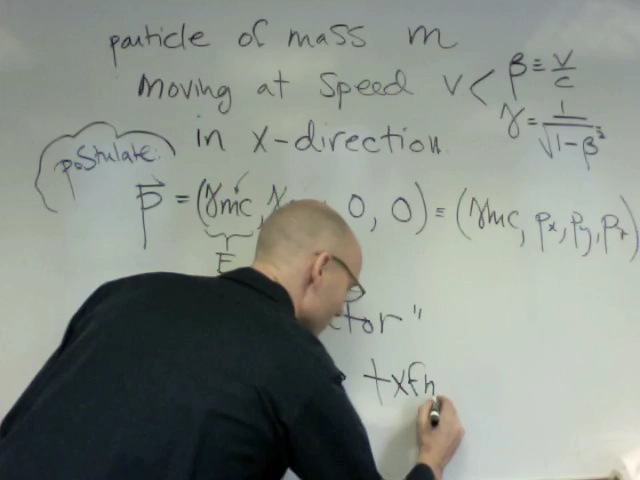 particle of mass m
moving at speed v < β ≡ v/c
γ = 1/√(1-β²)
in x-direction
postulate
p⃗ = (γmc, γ 0, 0) ≡ (γmc, px, py, pz)
E
ctor"
txfn